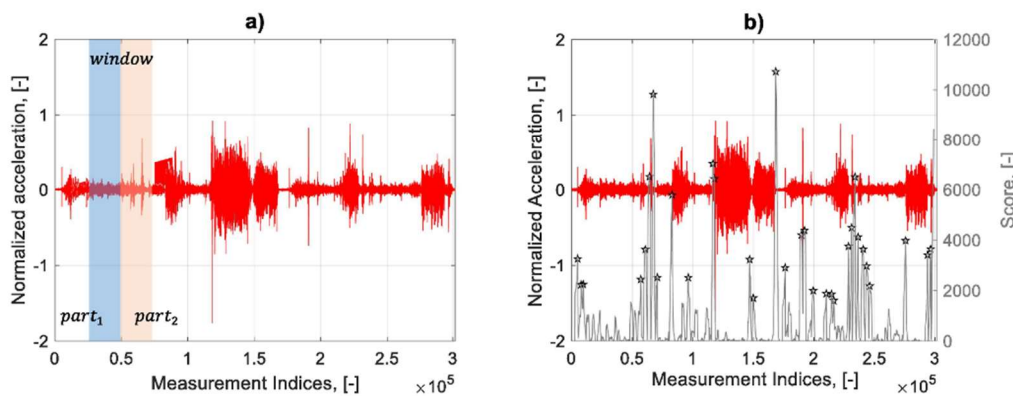 a)
window
part1
part2
2
1
0
-1
-2
Normalized acceleration, [-]
0 0.5 1 1.5 2 2.5 3
Measurement Indices, [-]
×10^5
b)
2
1
0
-1
-2
Normalized Acceleration, [-]
0 0.5 1 1.5 2 2.5 3
Measurement Indices, [-]
×10^5
12000
10000
8000
6000
4000
2000
0
Score, [-]